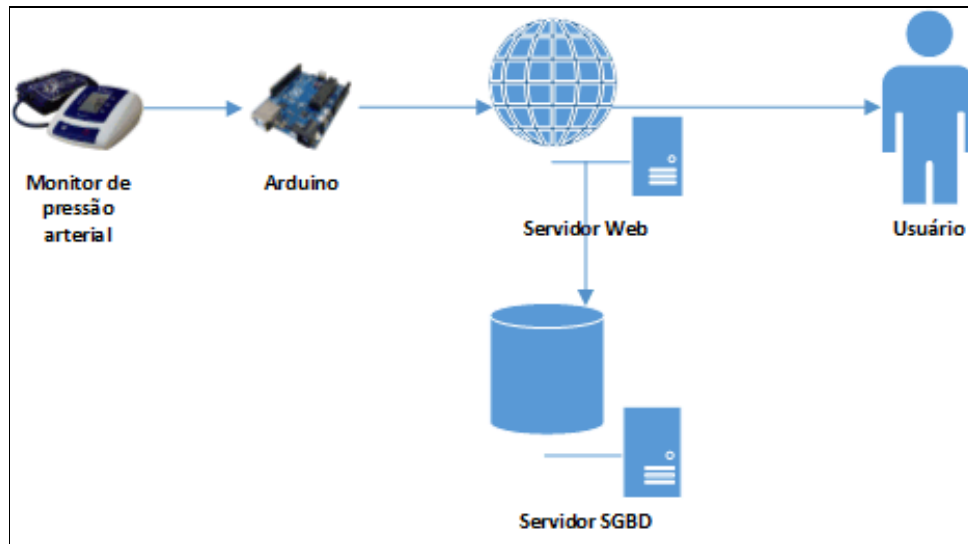 Monitor de
pressão
arterial
Arduino
Servidor Web
Usuário
Servidor SGBD